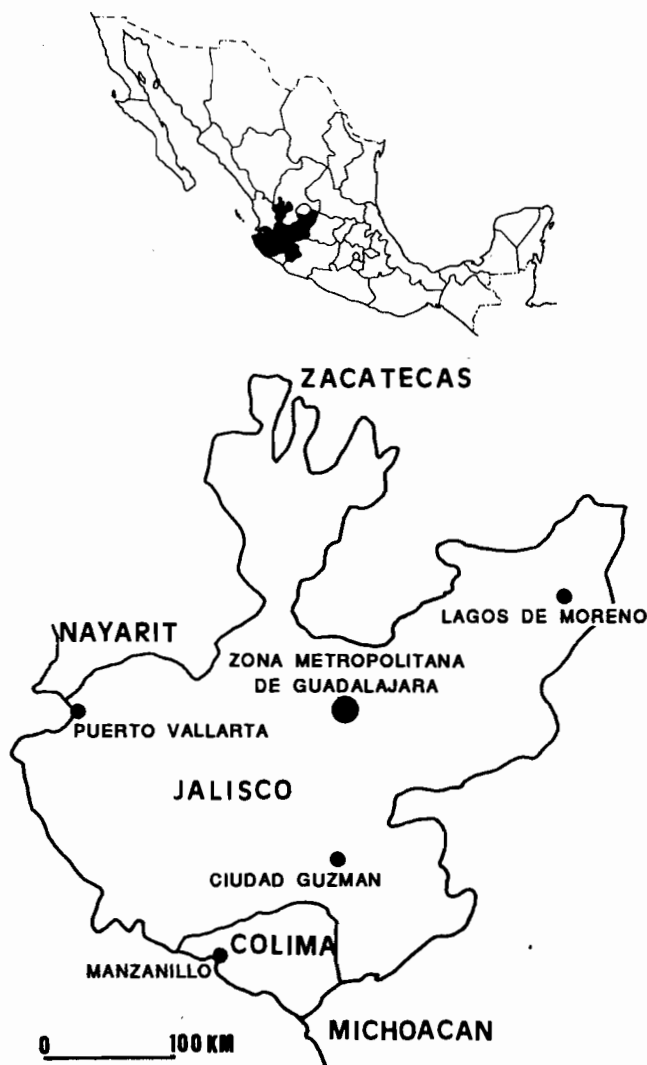 ZACATECAS
LAGOS DE MORENO
NAYARIT
ZONA METROPOLITANA
DE GUADALAJARA
PUERTO VALLARTA
JALISCO
CIUDAD GUZMAN
COLIMA
MANZANILLO
MICHOACAN
0 100 KM